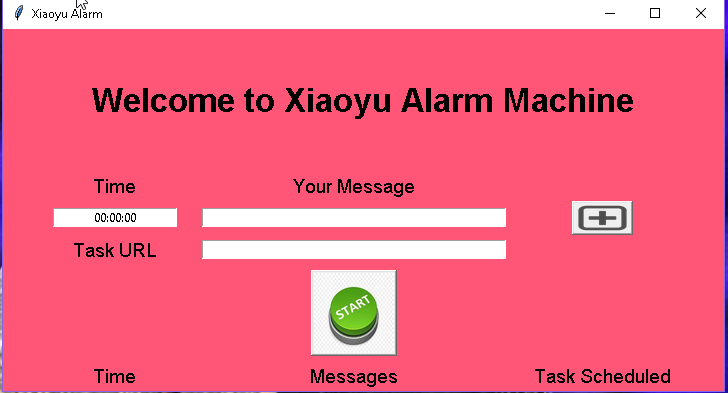 Xiaoyu Alarm
Welcome to Xiaoyu Alarm Machine
Time Your Message
00:00:00
Task URL
START
Time Messages Task Scheduled